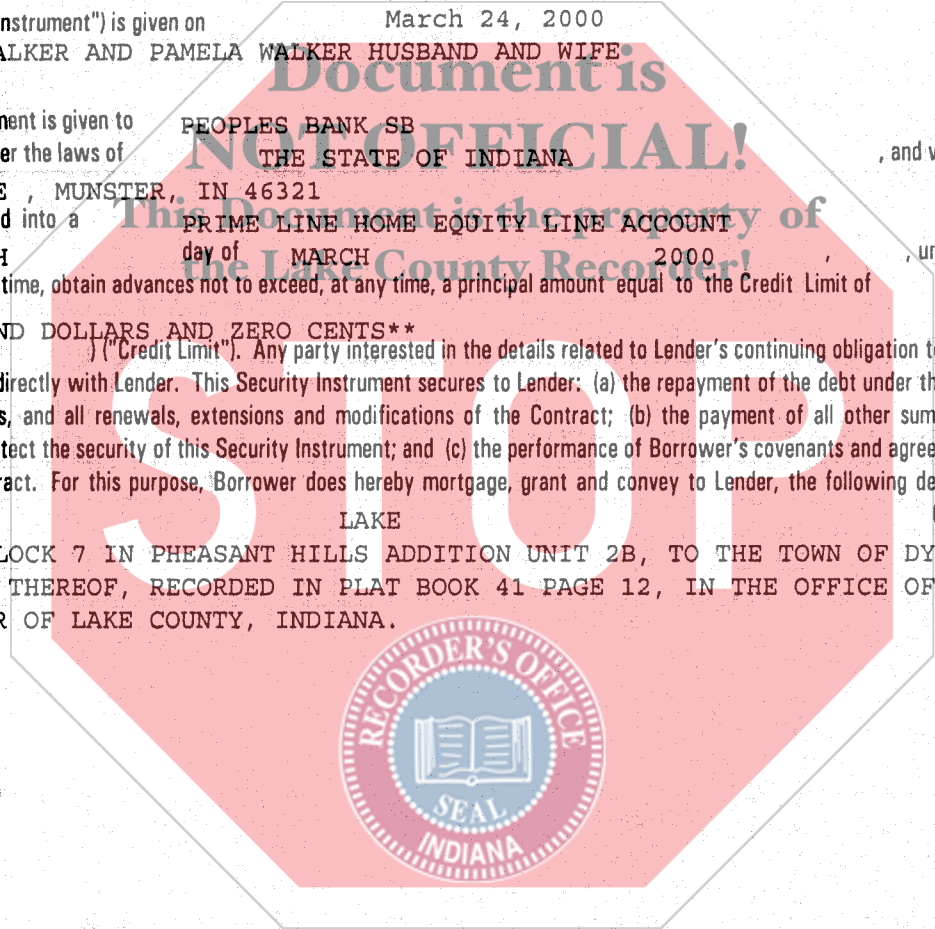 nstrument") is given on March 24, 2000
ALKER AND PAMELA WALKER HUSBAND AND WIFE
Document is
ment is given to PEOPLES BANK SB
NOT OFFICIAL!
er the laws of THE STATE OF INDIANA , and
E , MUNSTER, IN 46321
d into a PRIME LINE HOME EQUITY LINE ACCOUNT
This Document is the property of
H day of MARCH 2000 , , un
the Lake County Recorder!
time, obtain advances not to exceed, at any time, a principal amount equal to the Credit Limit of
ND DOLLARS AND ZERO CENTS**
) ("Credit Limit"). Any party interested in the details related to Lender's continuing obligation t
directly with Lender. This Security Instrument secures to Lender: (a) the repayment of the debt under th
s, and all renewals, extensions and modifications of the Contract; (b) the payment of all other sum
tect the security of this Security Instrument; and (c) the performance of Borrower's covenants and agree
ract. For this purpose, Borrower does hereby mortgage, grant and convey to Lender, the following de
STOP
LAKE
LOCK 7 IN PHEASANT HILLS ADDITION UNIT 2B, TO THE TOWN OF DY
THEREOF, RECORDED IN PLAT BOOK 41 PAGE 12, IN THE OFFICE OF
R OF LAKE COUNTY, INDIANA.
RECORDER'S OFFICE
SEAL
INDIANA